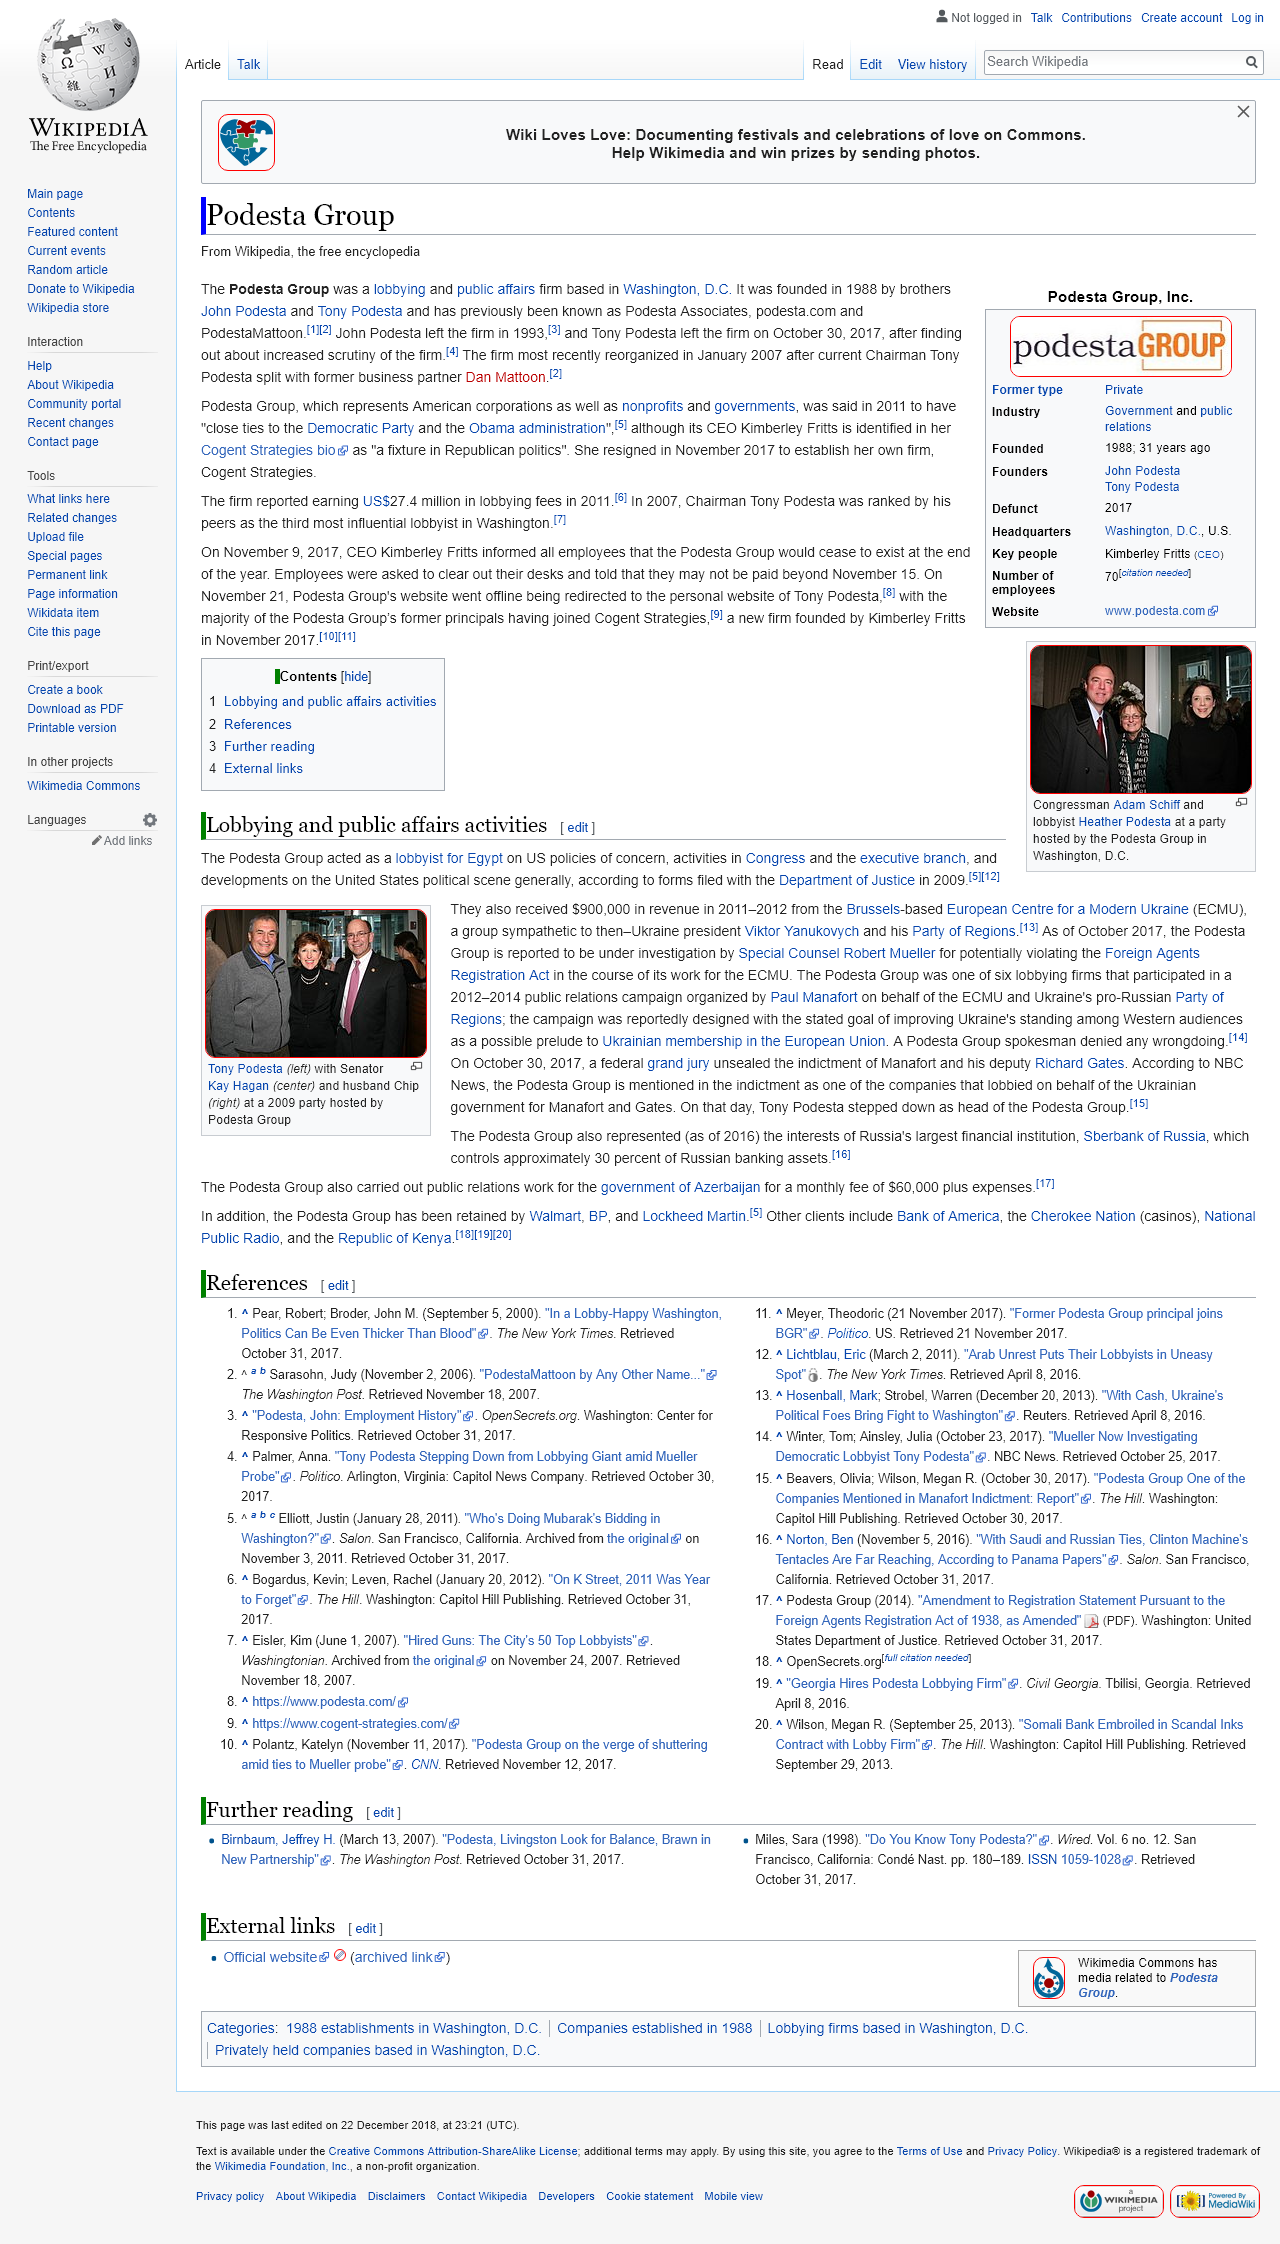 Not logged in Talk Contributions Create account Log in
Article Talk Read Edit View history Search Wikipedia
WIKIPEDIA
The Free Encyclopedia
Main page
Contents
Featured content
Current events
Random article
Donate to Wikipedia
Wikipedia store
Interaction
Help
About Wikipedia
Community portal
Recent changes
Contact page
Tools
What links here
Related changes
Upload file
Special pages
Permanent link
Page information
Wikidata item
Cite this page
Print/export
Create a book
Download as PDF
Printable version
In other projects
Wikimedia Commons
Languages
Add links
Wiki Loves Love: Documenting festivals and celebrations of love on Commons.
Help Wikimedia and win prizes by sending photos.
Podesta Group
From Wikipedia, the free encyclopedia
The Podesta Group was a lobbying and public affairs firm based in Washington, D.C. It was founded in 1988 by brothers
John Podesta and Tony Podesta and has previously been known as Podesta Associates, podesta.com and
PodestaMattoon.[1][2] John Podesta left the firm in 1993,[3] and Tony Podesta left the firm on October 30, 2017, after finding
out about increased scrutiny of the firm.[4] The firm most recently reorganized in January 2007 after current Chairman Tony
Podesta split with former business partner Dan Mattoon.[2]
Podesta Group, which represents American corporations as well as nonprofits and governments, was said in 2011 to have
"close ties to the Democratic Party and the Obama administration",[5] although its CEO Kimberley Fritts is identified in her
Cogent Strategies bio as "a fixture in Republican politics". She resigned in November 2017 to establish her own firm,
Cogent Strategies.
The firm reported earning US$27.4 million in lobbying fees in 2011.[6] In 2007, Chairman Tony Podesta was ranked by his
peers as the third most influential lobbyist in Washington.[7]
On November 9, 2017, CEO Kimberley Fritts informed all employees that the Podesta Group would cease to exist at the end
of the year. Employees were asked to clear out their desks and told that they may not be paid beyond November 15. On
November 21, Podesta Group's website went offline being redirected to the personal website of Tony Podesta,[8] with the
majority of the Podesta Group's former principals having joined Cogent Strategies,[9] a new firm founded by Kimberley Fritts
in November 2017.[10][11]
Podesta Group, Inc.
podestaGROUP
Former type Private
Industry Government and public
relations
Founded 1988; 31 years ago
Founders John Podesta
Tony Podesta
Defunct 2017
Headquarters Washington, D.C., U.S.
Key people Kimberley Fritts (CEO)
Number of
employees 70[citation needed]
Website www.podesta.com
Congressman Adam Schiff and
lobbyist Heather Podesta at a party
hosted by the Podesta Group in
Washington, D.C.
Contents [hide]
1 Lobbying and public affairs activities
2 References
3 Further reading
4 External links
Lobbying and public affairs activities [ edit ]
The Podesta Group acted as a lobbyist for Egypt on US policies of concern, activities in Congress and the executive branch, and
developments on the United States political scene generally, according to forms filed with the Department of Justice in 2009.[5][12]
Tony Podesta (left) with Senator
Kay Hagan (center) and husband Chip
(right) at a 2009 party hosted by
Podesta Group
They also received $900,000 in revenue in 2011–2012 from the Brussels-based European Centre for a Modern Ukraine (ECMU),
a group sympathetic to then–Ukraine president Viktor Yanukovych and his Party of Regions.[13] As of October 2017, the Podesta
Group is reported to be under investigation by Special Counsel Robert Mueller for potentially violating the Foreign Agents
Registration Act in the course of its work for the ECMU. The Podesta Group was one of six lobbying firms that participated in a
2012–2014 public relations campaign organized by Paul Manafort on behalf of the ECMU and Ukraine's pro-Russian Party of
Regions; the campaign was reportedly designed with the stated goal of improving Ukraine's standing among Western audiences
as a possible prelude to Ukrainian membership in the European Union. A Podesta Group spokesman denied any wrongdoing.[14]
On October 30, 2017, a federal grand jury unsealed the indictment of Manafort and his deputy Richard Gates. According to NBC
News, the Podesta Group is mentioned in the indictment as one of the companies that lobbied on behalf of the Ukrainian
government for Manafort and Gates. On that day, Tony Podesta stepped down as head of the Podesta Group.[15]
The Podesta Group also represented (as of 2016) the interests of Russia's largest financial institution, Sberbank of Russia, which
controls approximately 30 percent of Russian banking assets.[16]
The Podesta Group also carried out public relations work for the government of Azerbaijan for a monthly fee of $60,000 plus expenses.[17]
In addition, the Podesta Group has been retained by Walmart, BP, and Lockheed Martin.[5] Other clients include Bank of America, the Cherokee Nation (casinos), National
Public Radio, and the Republic of Kenya.[18][19][20]
References [ edit ]
1. ^ Pear, Robert; Broder, John M. (September 5, 2000). "In a Lobby-Happy Washington,
Politics Can Be Even Thicker Than Blood". The New York Times. Retrieved
October 31, 2017.
2. ^ a b Sarasohn, Judy (November 2, 2006). "PodestaMattoon by Any Other Name..."
The Washington Post. Retrieved November 18, 2007.
3. ^ "Podesta, John: Employment History". OpenSecrets.org. Washington: Center for
Responsive Politics. Retrieved October 31, 2017.
4. ^ Palmer, Anna. "Tony Podesta Stepping Down from Lobbying Giant amid Mueller
Probe". Politico. Arlington, Virginia: Capitol News Company. Retrieved October 30,
2017.
5. ^ a b c Elliott, Justin (January 28, 2011). "Who's Doing Mubarak's Bidding in
Washington?". Salon. San Francisco, California. Archived from the original on
November 3, 2011. Retrieved October 31, 2017.
6. ^ Bogardus, Kevin; Leven, Rachel (January 20, 2012). "On K Street, 2011 Was Year
to Forget". The Hill. Washington: Capitol Hill Publishing. Retrieved October 31,
2017.
7. ^ Eisler, Kim (June 1, 2007). "Hired Guns: The City's 50 Top Lobbyists".
Washingtonian. Archived from the original on November 24, 2007. Retrieved
November 18, 2007.
8. ^ https://www.podesta.com/
9. ^ https://www.cogent-strategies.com/
10. ^ Polantz, Katelyn (November 11, 2017). "Podesta Group on the verge of shuttering
amid ties to Mueller probe". CNN. Retrieved November 12, 2017.
11. ^ Meyer, Theodoric (21 November 2017). "Former Podesta Group principal joins
BGR". Politico. US. Retrieved 21 November 2017.
12. ^ Lichtblau, Eric (March 2, 2011). "Arab Unrest Puts Their Lobbyists in Uneasy
Spot". The New York Times. Retrieved April 8, 2016.
13. ^ Hosenball, Mark; Strobel, Warren (December 20, 2013). "With Cash, Ukraine's
Political Foes Bring Fight to Washington". Reuters. Retrieved April 8, 2016.
14. ^ Winter, Tom; Ainsley, Julia (October 23, 2017). "Mueller Now Investigating
Democratic Lobbyist Tony Podesta". NBC News. Retrieved October 25, 2017.
15. ^ Beavers, Olivia; Wilson, Megan R. (October 30, 2017). "Podesta Group One of the
Companies Mentioned in Manafort Indictment: Report". The Hill. Washington:
Capitol Hill Publishing. Retrieved October 30, 2017.
16. ^ Norton, Ben (November 5, 2016). "With Saudi and Russian Ties, Clinton Machine's
Tentacles Are Far Reaching, According to Panama Papers". Salon. San Francisco,
California. Retrieved October 31, 2017.
17. ^ Podesta Group (2014). "Amendment to Registration Statement Pursuant to the
Foreign Agents Registration Act of 1938, as Amended" (PDF). Washington: United
States Department of Justice. Retrieved October 31, 2017.
18. ^ OpenSecrets.org[full citation needed]
19. ^ "Georgia Hires Podesta Lobbying Firm". Civil Georgia. Tbilisi, Georgia. Retrieved
April 8, 2016.
20. ^ Wilson, Megan R. (September 25, 2013). "Somali Bank Embroiled in Scandal Inks
Contract with Lobby Firm". The Hill. Washington: Capitol Hill Publishing. Retrieved
September 29, 2013.
Further reading [ edit ]
Birnbaum, Jeffrey H. (March 13, 2007). "Podesta, Livingston Look for Balance, Brawn in
New Partnership". The Washington Post. Retrieved October 31, 2017.
Miles, Sara (1998). "Do You Know Tony Podesta?". Wired. Vol. 6 no. 12. San
Francisco, California: Condé Nast. pp. 180–189. ISSN 1059-1028. Retrieved
October 31, 2017.
External links [ edit ]
Official website (archived link)
Wikimedia Commons has
media related to Podesta
Group.
Categories: 1988 establishments in Washington, D.C. Companies established in 1988 Lobbying firms based in Washington, D.C.
Privately held companies based in Washington, D.C.
This page was last edited on 22 December 2018, at 23:21 (UTC).
Text is available under the Creative Commons Attribution-ShareAlike License; additional terms may apply. By using this site, you agree to the Terms of Use and Privacy Policy. Wikipedia® is a registered trademark of
the Wikimedia Foundation, Inc., a non-profit organization.
Privacy policy About Wikipedia Disclaimers Contact Wikipedia Developers Cookie statement Mobile view
a
WIKIMEDIA
project
Powered By
MediaWiki